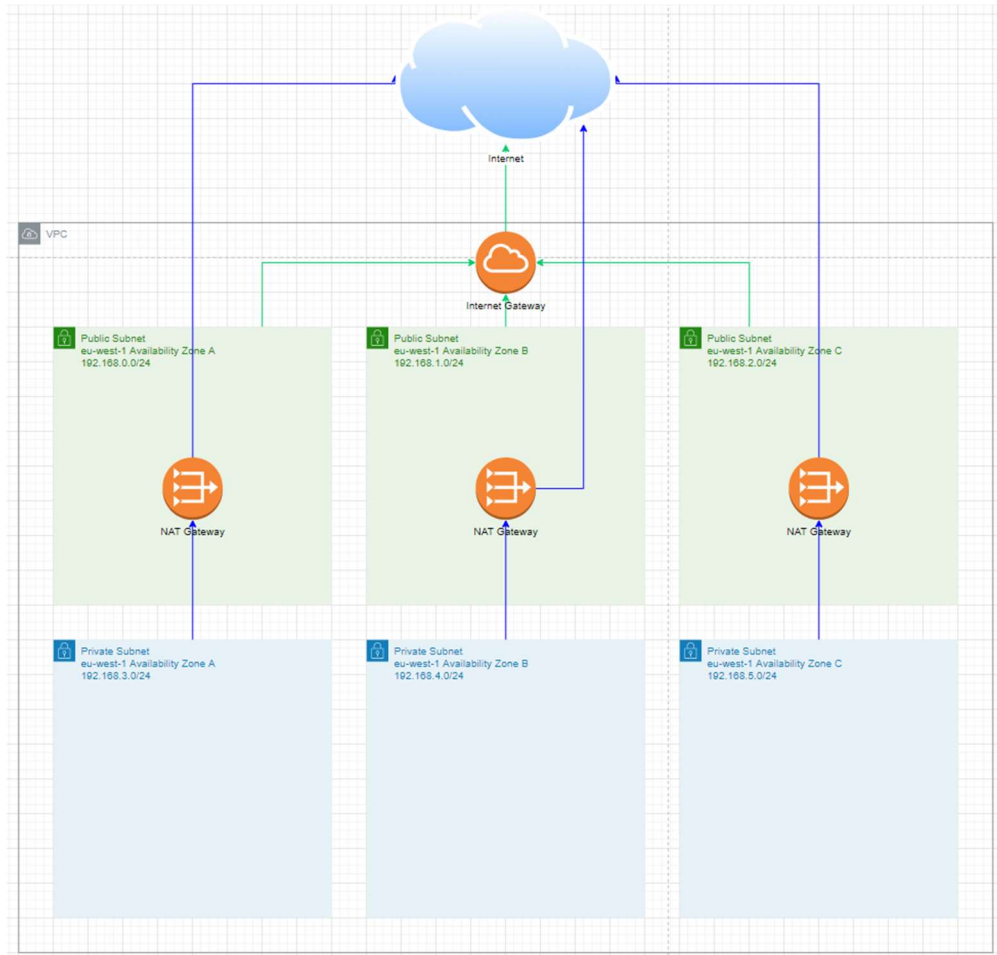 Internet
VPC
Internet Gateway
Public Subnet
eu-west-1 Availability Zone A
192.168.0.0/24
Public Subnet
eu-west-1 Availability Zone B
192.168.1.0/24
Public Subnet
eu-west-1 Availability Zone C
192.168.2.0/24
NAT Gateway
NAT Gateway
NAT Gateway
Private Subnet
eu-west-1 Availability Zone A
192.168.3.0/24
Private Subnet
eu-west-1 Availability Zone B
192.168.4.0/24
Private Subnet
eu-west-1 Availability Zone C
192.168.5.0/24